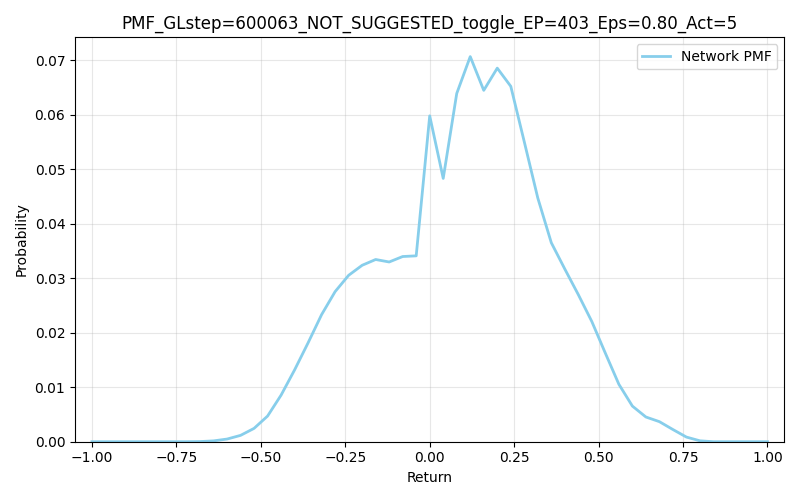 PMF_GLstep=600063_NOT_SUGGESTED_toggle_EP=403_Eps=0.80_Act=5
Network PMF
Probability
0.07
0.06
0.05
0.04
0.03
0.02
0.01
0.00
−1.00 −0.75 −0.50 −0.25 0.00 0.25 0.50 0.75 1.00
Return